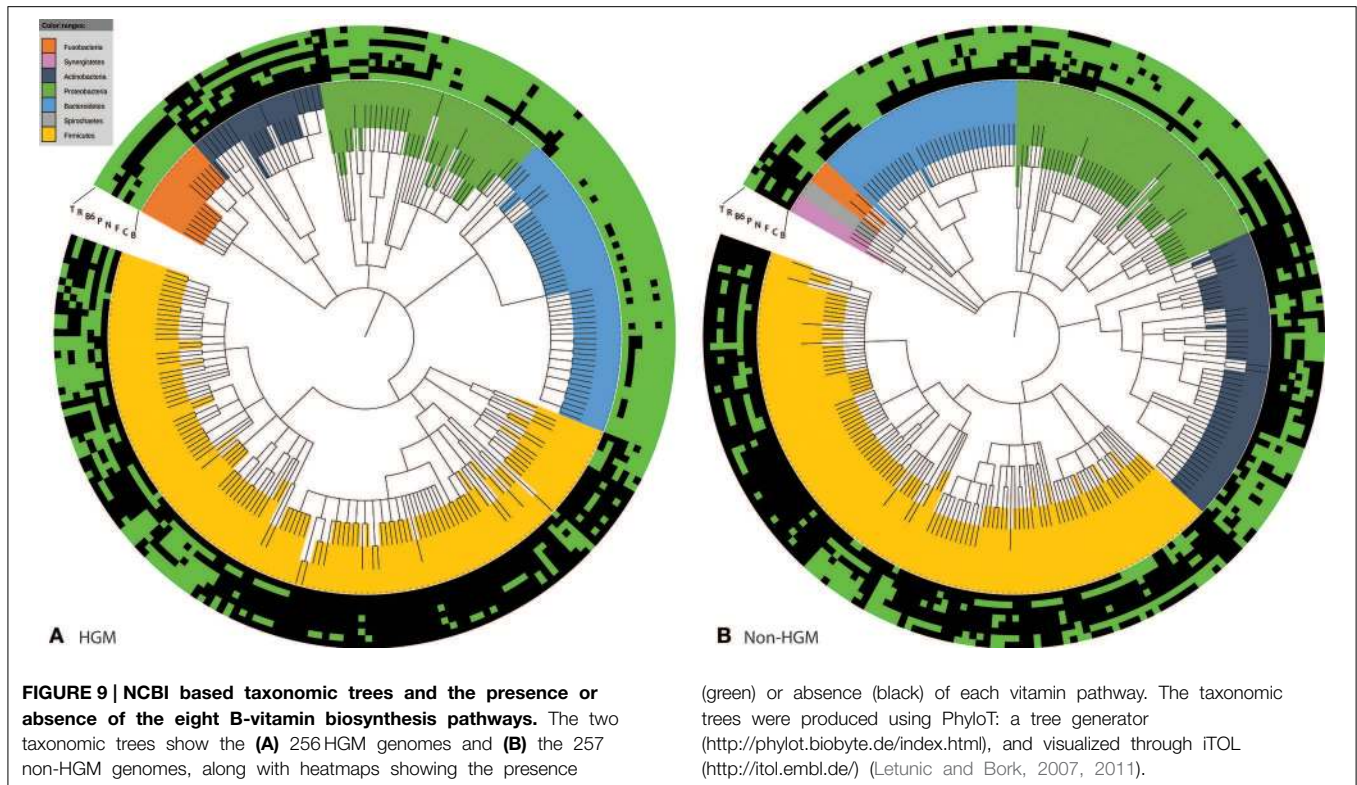 Color ranges:
Fusobacteria
Synergistetes
Actinobacteria
Proteobacteria
Bacteroidetes
Spirochaetes
Firmicutes
T R B6 P N F C B
A HGM
T R B6 P N F C B
B Non-HGM
FIGURE 9 | NCBI based taxonomic trees and the presence or
absence of the eight B-vitamin biosynthesis pathways. The two
taxonomic trees show the (A) 256 HGM genomes and (B) the 257
non-HGM genomes, along with heatmaps showing the presence
(green) or absence (black) of each vitamin pathway. The taxonomic
trees were produced using PhyloT: a tree generator
(http://phylot.biobyte.de/index.html), and visualized through iTOL
(http://itol.embl.de/) (Letunic and Bork, 2007, 2011).